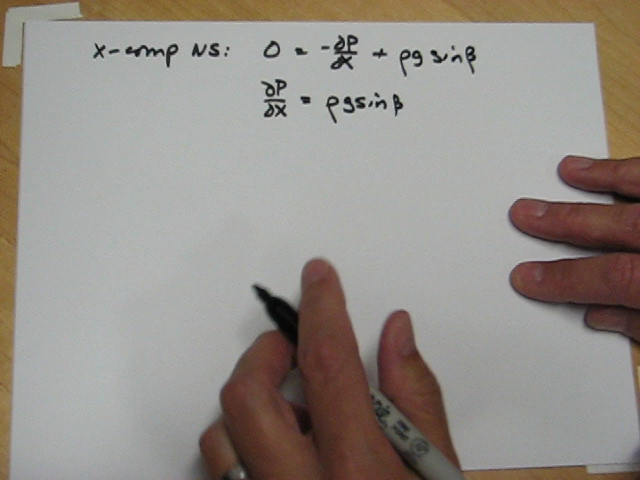 x-comp NS: 0 = -∂P/∂x + ρg sinβ
∂P/∂x = ρg sinβ